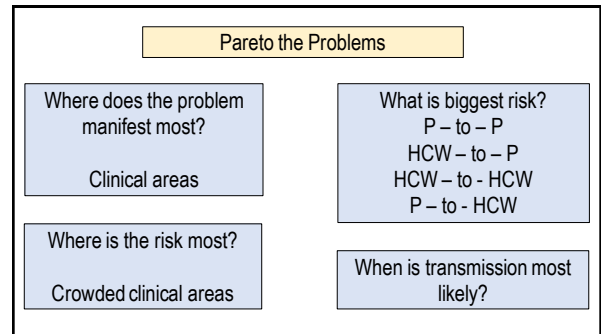 Pareto the Problems
Where does the problem
manifest most?
Clinical areas
Where is the risk most?
Crowded clinical areas
What is biggest risk?
P – to – P
HCW – to – P
HCW – to - HCW
P – to - HCW
When is transmission most
likely?